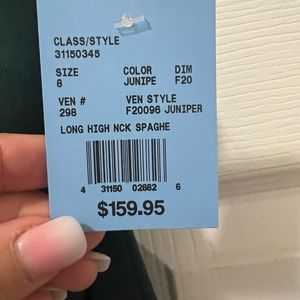 CLASS/STYLE
31150345
SIZE COLOR DIM
8 JUNIPE F20
VEN # VEN STYLE
298 F20096 JUNIPER
LONG HIGH NCK SPAGHE
4 31150 02882 6
$159.95